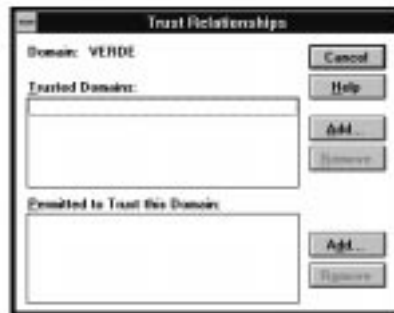 Trust Relationships
Domain: VERDE
Cancel
Help
Trusted Domains:
Add...
Remove
Permitted to Trust this Domain:
Add...
Remove